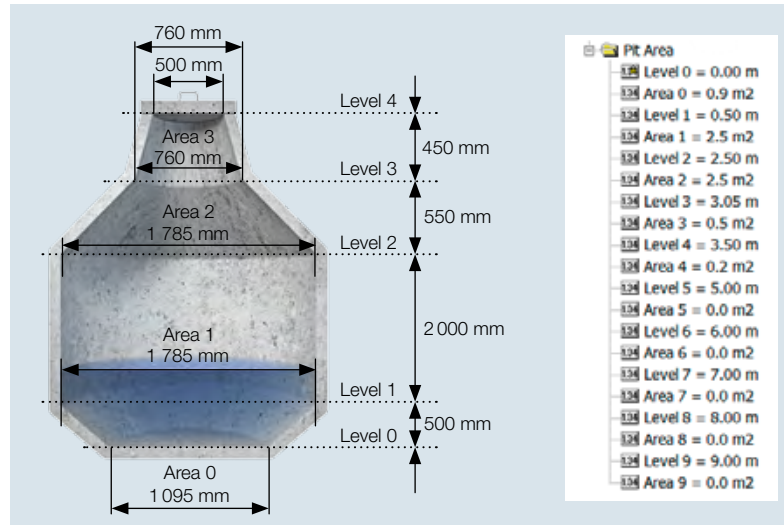 760 mm
500 mm
Level 4
Area 3
450 mm
760 mm
Level 3
Area 2
550 mm
1 785 mm
Level 2
Area 1
2 000 mm
1 785 mm
Level 1
500 mm
Level 0
Area 0
1 095 mm
Pit Area
Level 0 = 0.00 m
Area 0 = 0.9 m2
Level 1 = 0.50 m
Area 1 = 2.5 m2
Level 2 = 2.50 m
Area 2 = 2.5 m2
Level 3 = 3.05 m
Area 3 = 0.5 m2
Level 4 = 3.50 m
Area 4 = 0.2 m2
Level 5 = 5.00 m
Area 5 = 0.0 m2
Level 6 = 6.00 m
Area 6 = 0.0 m2
Level 7 = 7.00 m
Area 7 = 0.0 m2
Level 8 = 8.00 m
Area 8 = 0.0 m2
Level 9 = 9.00 m
Area 9 = 0.0 m2